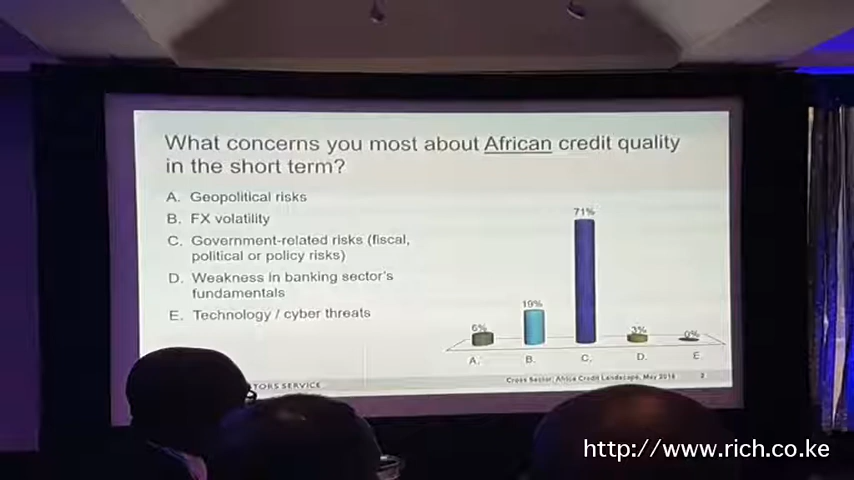 What concerns you most about African credit quality
in the short term?
A. Geopolitical risks
B. FX volatility
C. Government-related risks (fiscal,
political or policy risks)
D. Weakness in banking sector's
fundamentals
E. Technology / cyber threats
71%
19%
6%
3%
0%
A. B. C. D. E.
TORS SERVICE
Cross Sector, Africa Credit Landscape, May 2018 2
http://www.rich.co.ke